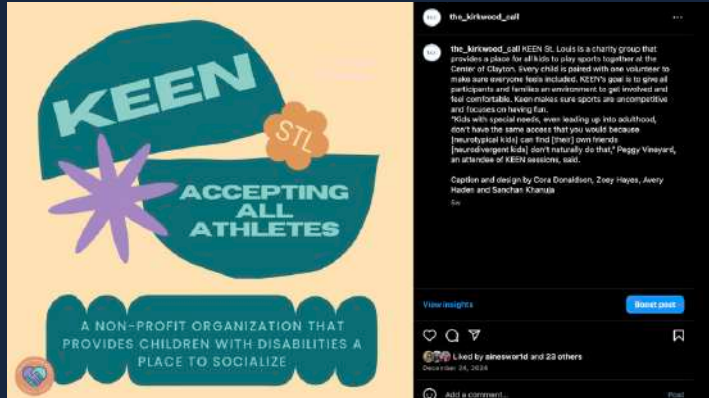 KEEN
STL
ACCEPTING
ALL
ATHLETES
A NON-PROFIT ORGANIZATION THAT
PROVIDES CHILDREN WITH DISABILITIES A
PLACE TO SOCIALIZE
the_kirkwood_call
the_kirkwood_call KEEN St. Louis is a charity group that
provides a place for all kids to play sports together at the
Center of Clayton. Every child is paired with one volunteer to
make sure everyone feels included. KEEN's goal is to give all
participants and families an environment to get involved and
feel comfortable. Keen makes sure sports are uncompetitive
and focuses on having fun.
"Kids with special needs, even leading up into adulthood,
don't have the same access that you would because
[neurotypical kids] can find [their] own friends
[neurodivergent kids] don't naturally do that," Peggy Vineyard,
an attendee of KEEN sessions, said.
Caption and design by Cora Donaldson, Zoey Hayes, Avery
Haden and Sanchan Khanuja
View insights
Boost post
Liked by ainesworld and 23 others
December 24, 2024
Add a comment...
Post